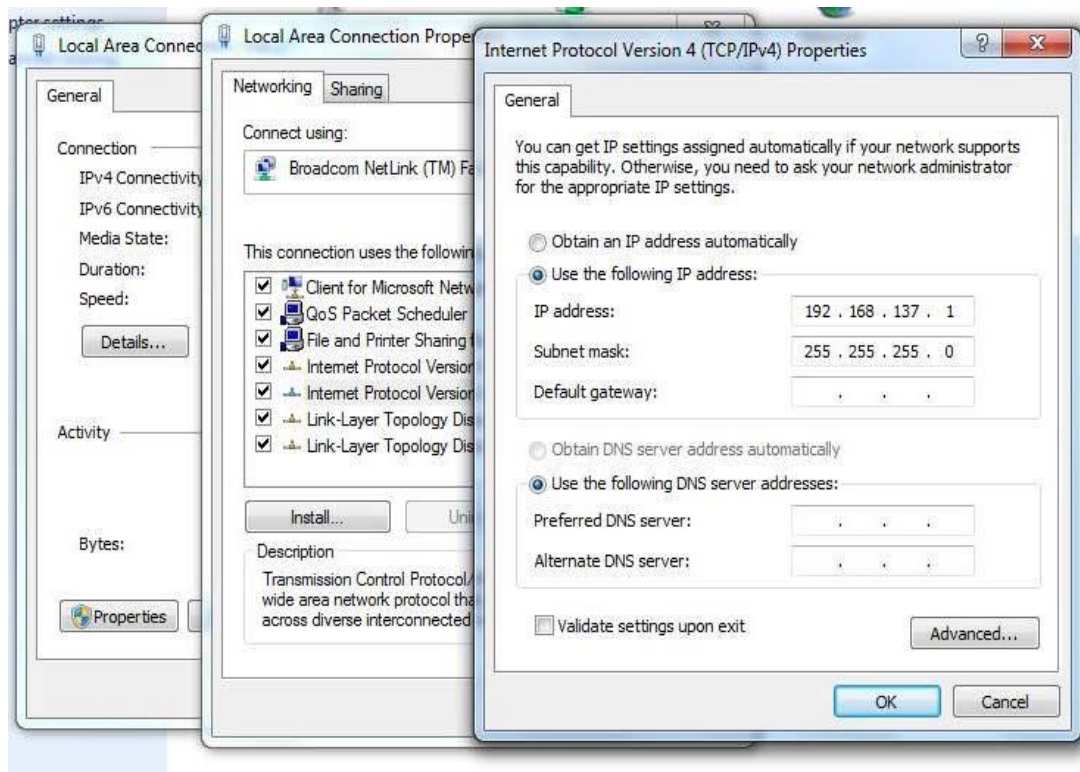 pter settings
Local Area Connec
General
Connection
IPv4 Connectivity
IPv6 Connectivity
Media State:
Duration:
Speed:
Details...
Activity
Bytes:
Properties
Local Area Connection Proper
Networking
Sharing
Connect using:
Broadcom NetLink (TM) Fa
This connection uses the followin
Client for Microsoft Netw
QoS Packet Scheduler
File and Printer Sharing f
Internet Protocol Version
Internet Protocol Version
Link-Layer Topology Dis
Link-Layer Topology Dis
Install...
Uni
Description
Transmission Control Protocol/
wide area network protocol tha
across diverse interconnected
Internet Protocol Version 4 (TCP/IPv4) Properties
General
You can get IP settings assigned automatically if your network supports
this capability. Otherwise, you need to ask your network administrator
for the appropriate IP settings.
Obtain an IP address automatically
Use the following IP address:
IP address: 192 . 168 . 137 . 1
Subnet mask: 255 . 255 . 255 . 0
Default gateway: . . .
Obtain DNS server address automatically
Use the following DNS server addresses:
Preferred DNS server: . . .
Alternate DNS server: . . .
Validate settings upon exit
Advanced...
OK
Cancel